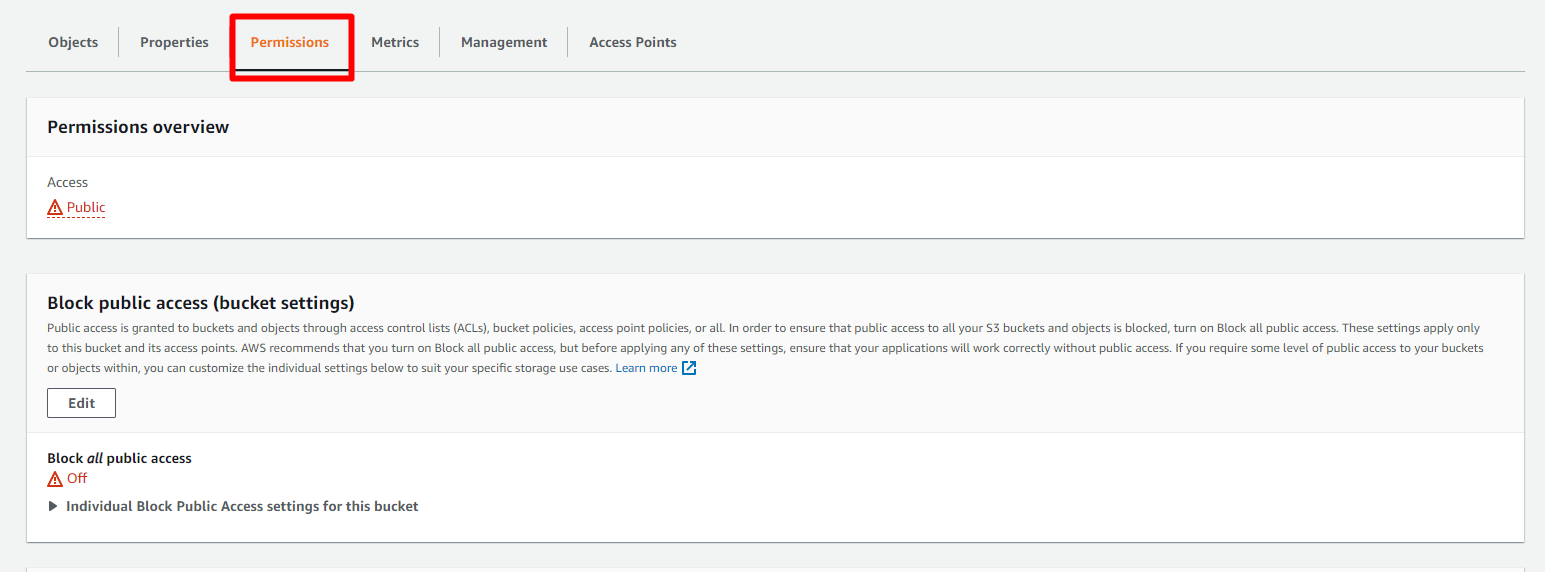 Objects Properties Permissions Metrics Management Access Points
Permissions overview
Access
Public
Block public access (bucket settings)
Public access is granted to buckets and objects through access control lists (ACLs), bucket policies, access point policies, or all. In order to ensure that public access to all your S3 buckets and objects is blocked, turn on Block all public access. These settings apply only
to this bucket and its access points. AWS recommends that you turn on Block all public access, but before applying any of these settings, ensure that your applications will work correctly without public access. If you require some level of public access to your buckets
or objects within, you can customize the individual settings below to suit your specific storage use cases. Learn more
Edit
Block all public access
Off
Individual Block Public Access settings for this bucket